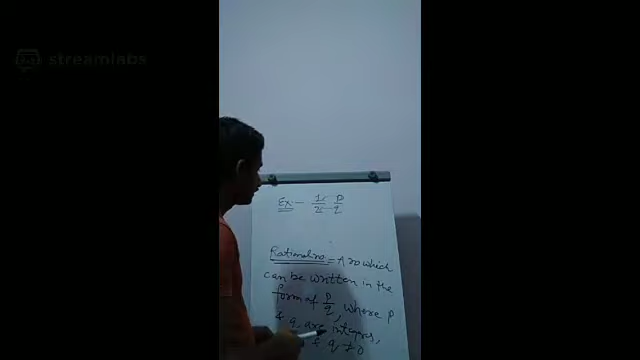 streamlabs
Ex:- 1/2 p/q
Rational no. = A no which
can be written in the
form of p/q, where p
& q are integers,
& q ≠ 0